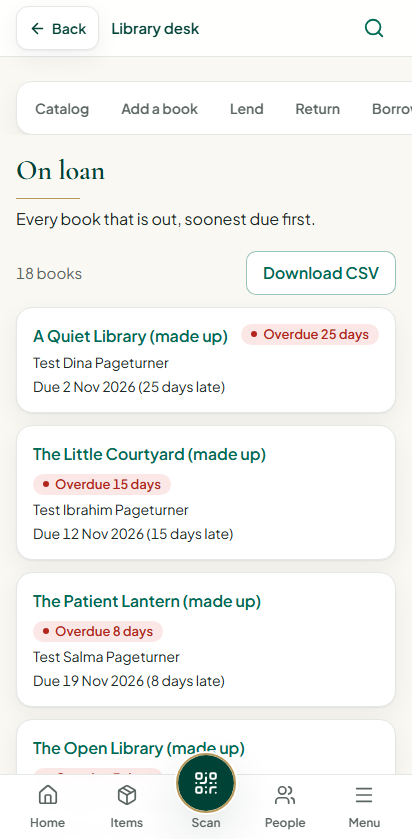 Back
Library desk
Catalog Add a book Lend Return
On loan
Every book that is out, soonest due first.
18 books
Download CSV
A Quiet Library (made up)
Overdue 25 days
Test Dina Pageturner
Due 2 Nov 2026 (25 days late)
The Little Courtyard (made up)
Overdue 15 days
Test Ibrahim Pageturner
Due 12 Nov 2026 (15 days late)
The Patient Lantern (made up)
Overdue 8 days
Test Salma Pageturner
Due 19 Nov 2026 (8 days late)
The Open Library (made up)
Home Items Scan People Menu